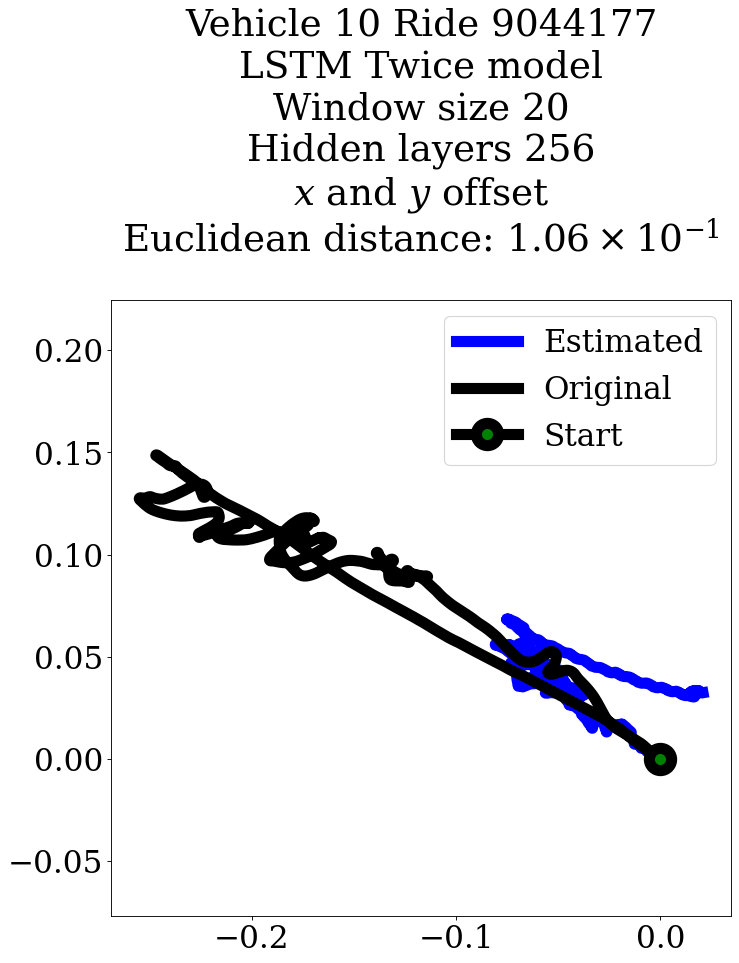 Vehicle 10 Ride 9044177
LSTM Twice model
Window size 20
Hidden layers 256
x and y offset
Euclidean distance: 1.06 × 10⁻¹
Estimated
Original
Start
0.20
0.15
0.10
0.05
0.00
−0.05
−0.2
−0.1
0.0